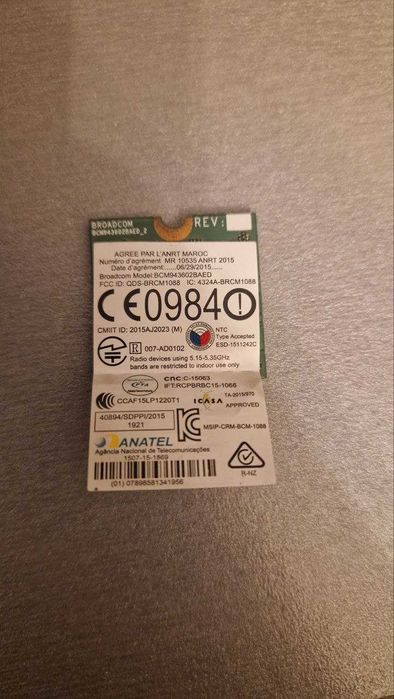 BROADCOM
BCM943602BAED_2
REV:
AGREE PAR L'ANRT MAROC
Numéro d'agrément MR 10535 ANRT 2015
Date d'agrément:......06/29/2015......
Broadcom Model:BCM943602BAED
FCC ID: QDS-BRCM1088 IC: 4324A-BRCM1088
CE0984
CMIIT ID: 2015AJ2023 (M)
NTC
Type Accepted
ESD-1511242C
R 007-AD0102
Radio devices using 5.15-5.35GHz
bands are restricted to indoor use only
CNC:C-15063
IFT:RCPBRBC15-1066
CCAF15LP1220T1
ICASA
TA-2015/970
APPROVED
40894/SDPPI/2015
1921
KC
MSIP-CRM-BCM-1088
ANATEL
Agência Nacional de Telecomunicações
1507-15-1869
R-NZ
(01) 07898581341956